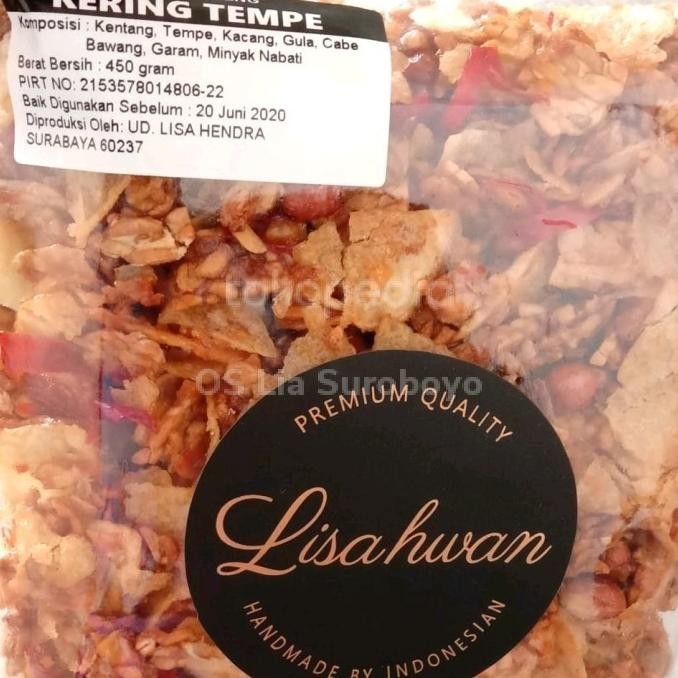 KERING TEMPE
Komposisi : Kentang, Tempe, Kacang, Gula, Cabe
Bawang, Garam, Minyak Nabati
Berat Bersih : 450 gram
PIRT NO: 2153578014806-22
Baik Digunakan Sebelum : 20 Juni 2020
Diproduksi Oleh: UD. LISA HENDRA
SURABAYA 60237
tokopedia
OS Lia Suroboyo
PREMIUM QUALITY
Lisahwan
HANDMADE BY INDONESIAN